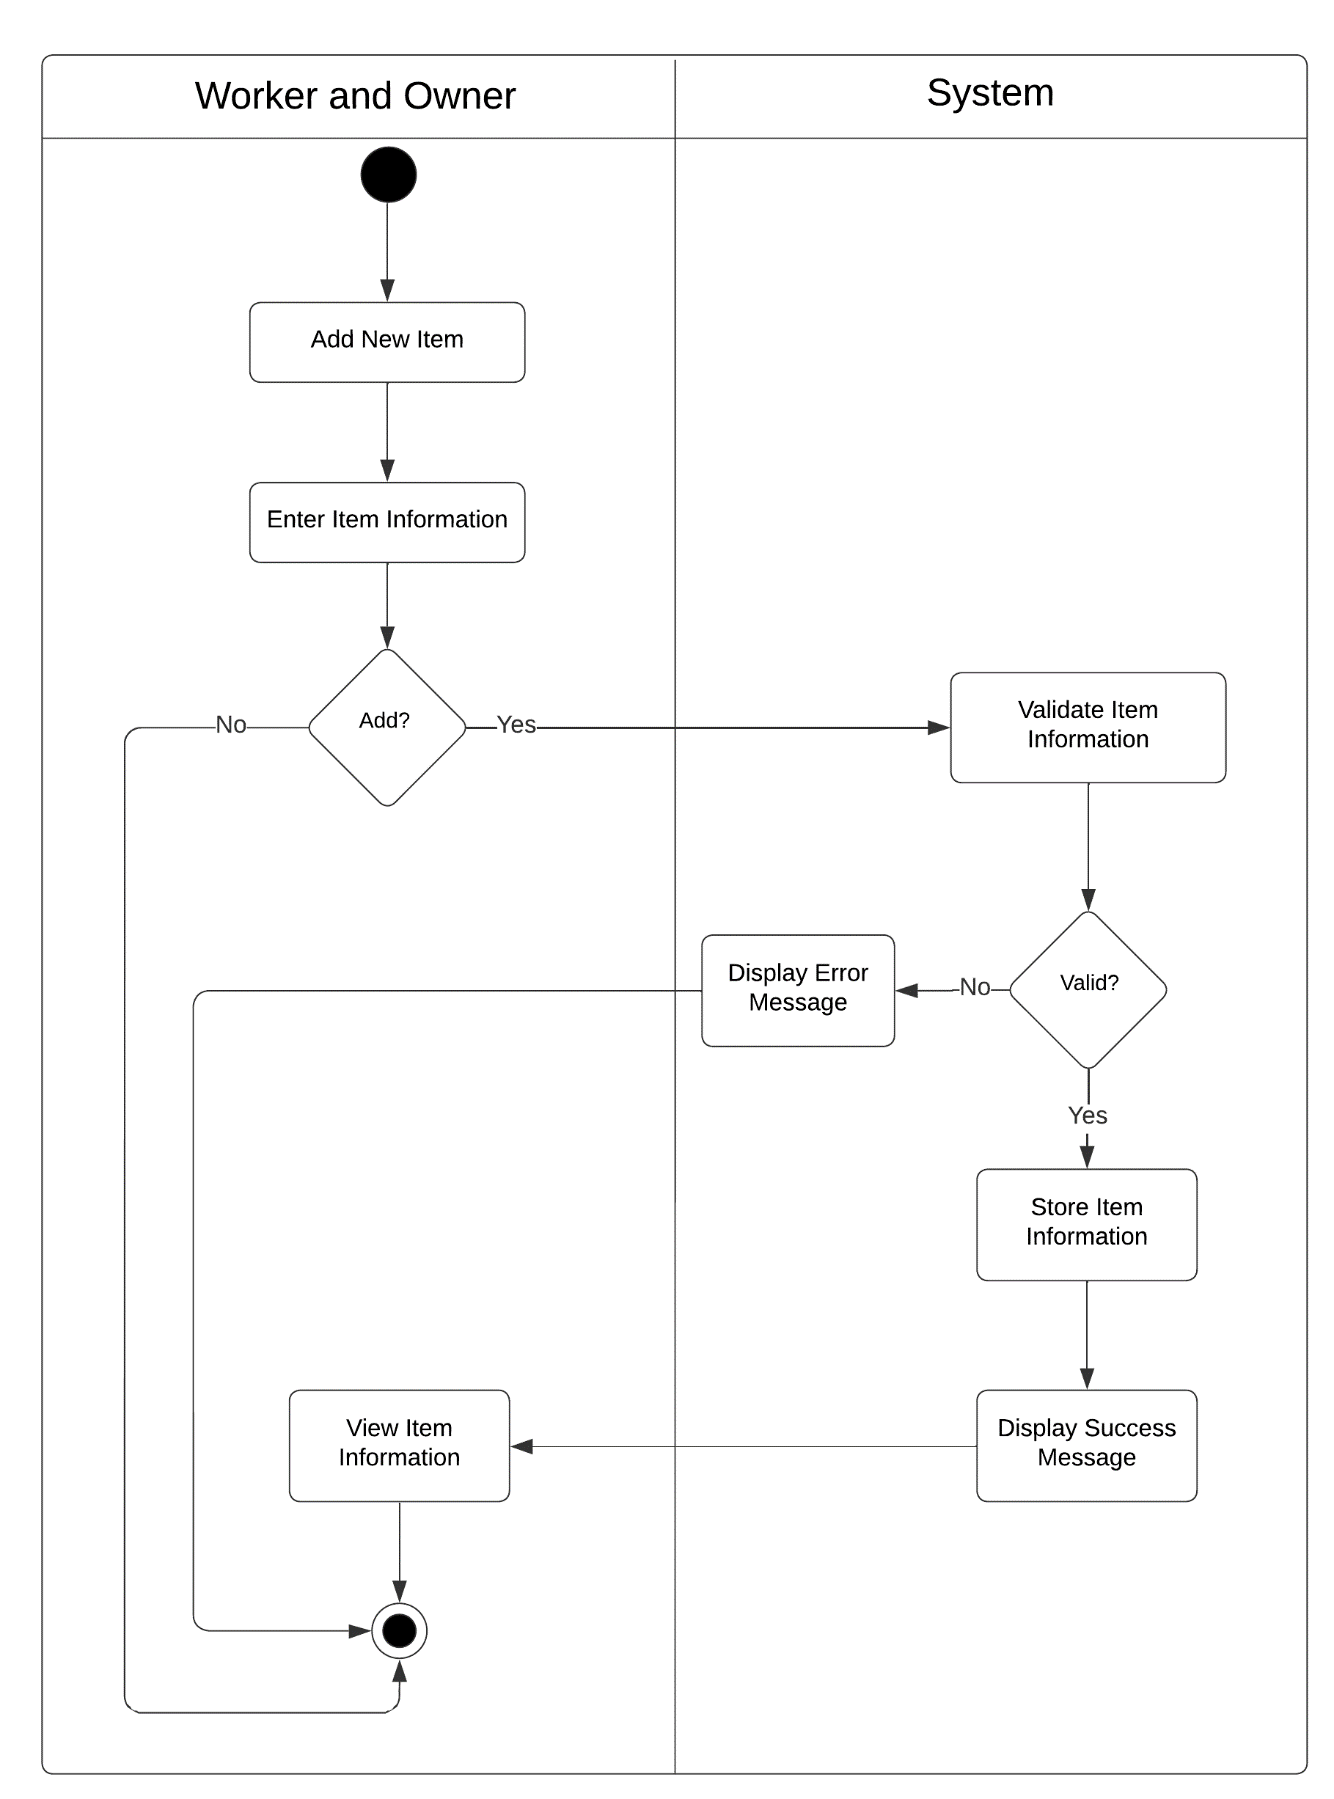 Worker and Owner
System
Add New Item
Enter Item Information
Add?
No
Yes
Validate Item
Information
Valid?
No
Display Error
Message
Yes
Store Item
Information
Display Success
Message
View Item
Information